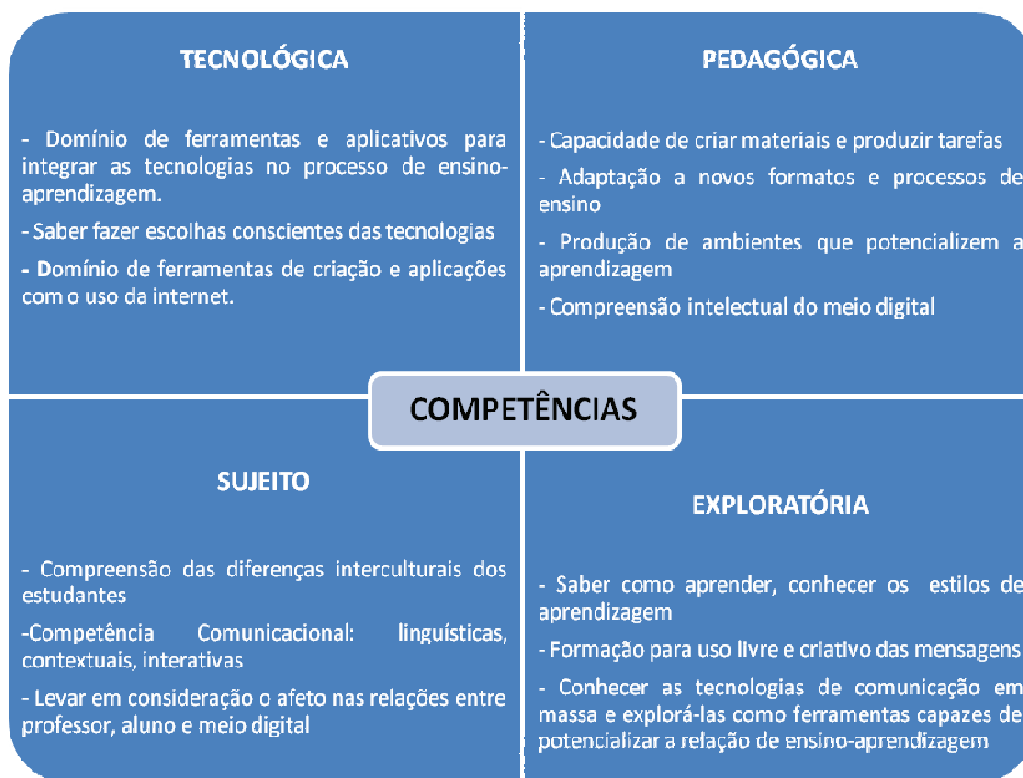 TECNOLÓGICA
- Domínio de ferramentas e aplicativos para
integrar as tecnologias no processo de ensino-
aprendizagem.
- Saber fazer escolhas conscientes das tecnologias
- Domínio de ferramentas de criação e aplicações
com o uso da internet.
PEDAGÓGICA
- Capacidade de criar materiais e produzir tarefas
- Adaptação a novos formatos e processos de
ensino
- Produção de ambientes que potencializem a
aprendizagem
- Compreensão intelectual do meio digital
COMPETÊNCIAS
SUJEITO
- Compreensão das diferenças interculturais dos
estudantes
-Competência Comunicacional: linguísticas,
contextuais, interativas
- Levar em consideração o afeto nas relações entre
professor, aluno e meio digital
EXPLORATÓRIA
- Saber como aprender, conhecer os estilos de
aprendizagem
- Formação para uso livre e criativo das mensagens
- Conhecer as tecnologias de comunicação em
massa e explorá-las como ferramentas capazes de
potencializar a relação de ensino-aprendizagem